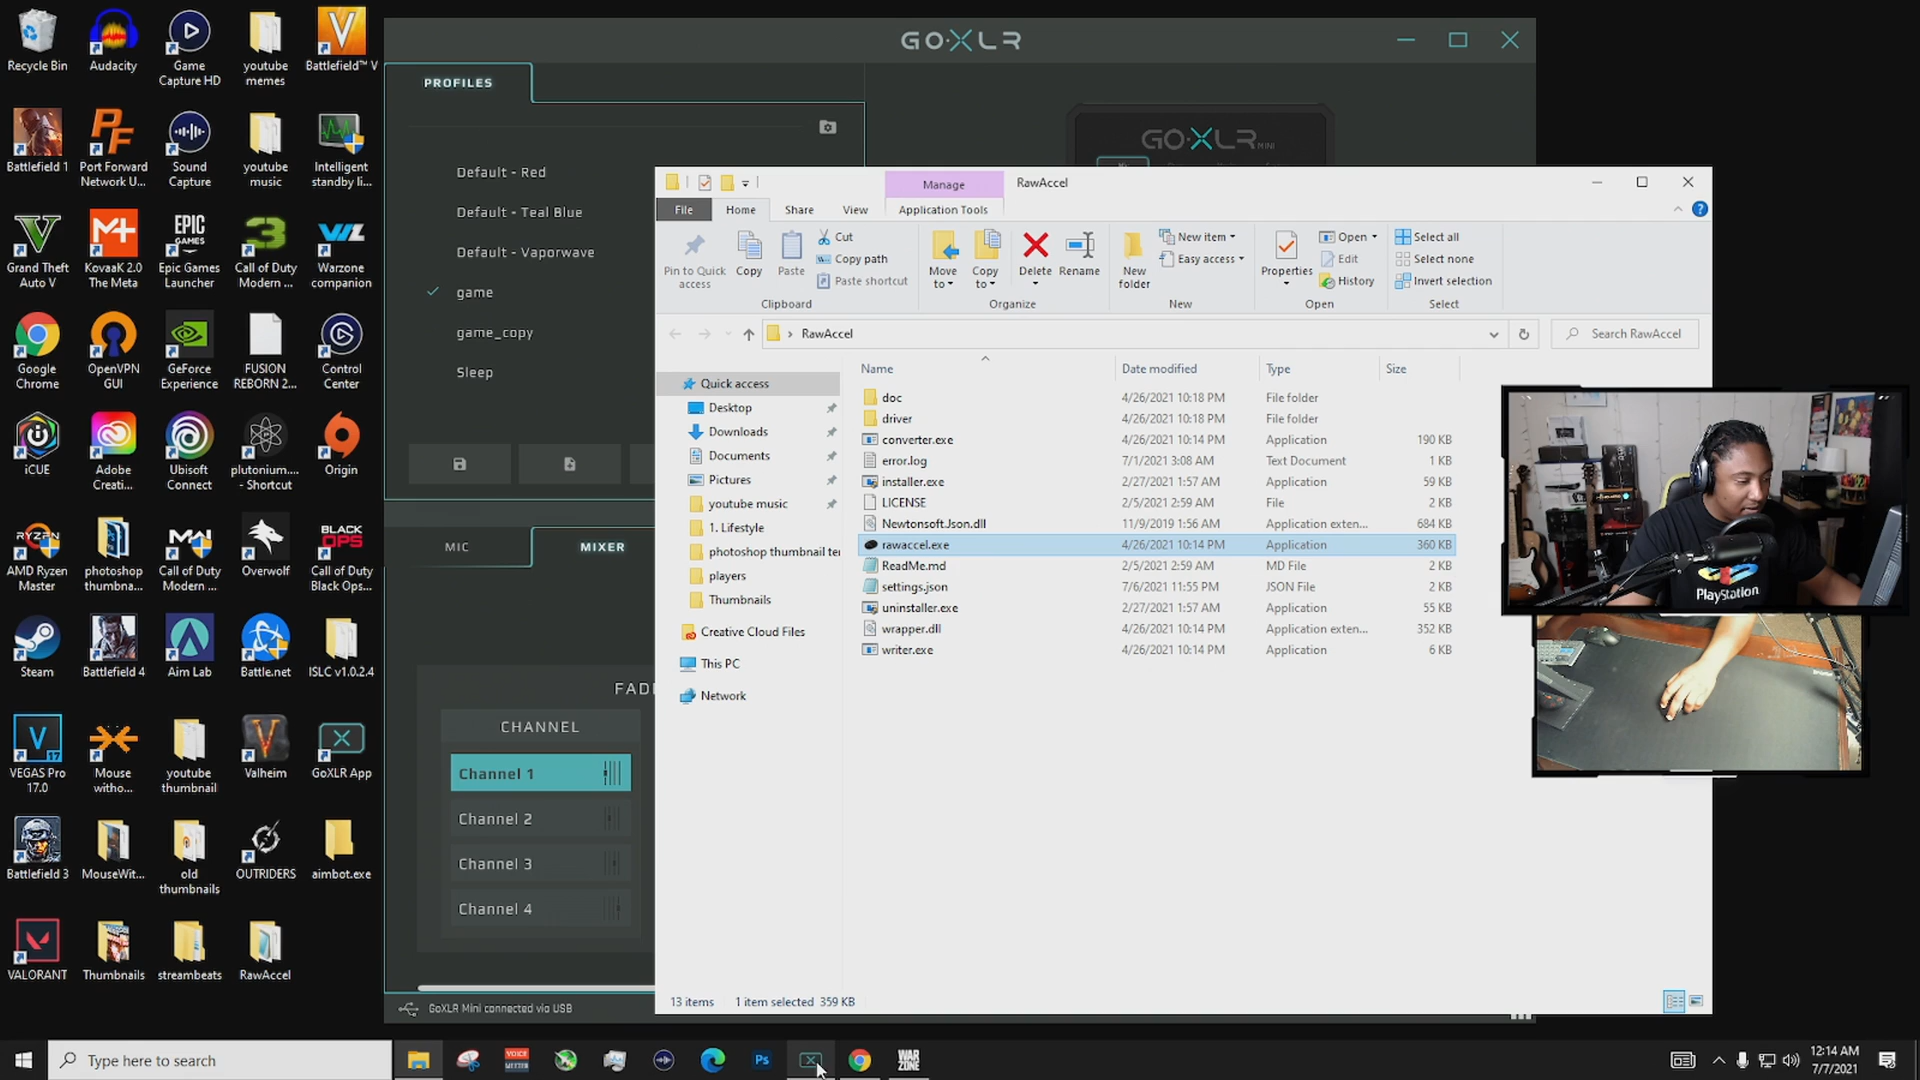 Recycle Bin
Audacity
Game
Capture HD
youtube
memes
Battlefield™ V
Battlefield 1
Port Forward
Network U...
Sound
Capture
youtube
music
Intelligent
standby li...
Grand Theft
Auto V
KovaaK 2.0
The Meta
EPIC
GAMES
Epic Games
Launcher
Call of Duty
Modern ...
Warzone
companion
Google
Chrome
OpenVPN
GUI
GeForce
Experience
FUSION
REBORN 2...
Control
Center
iCUE
Adobe
Creati...
Ubisoft
Connect
plutonium....
- Shortcut
Origin
RYZEN
AMD Ryzen
Master
photoshop
thumbna...
Call of Duty
Modern ...
Overwolf
BLACK
OPS
Call of Duty
Black Ops...
Steam
Battlefield 4
Aim Lab
Battle.net
ISLC v1.0.2.4
VEGAS Pro
17.0
Mouse
witho...
youtube
thumbnail
Valheim
GoXLR App
Battlefield 3
MouseWit...
old
thumbnails
OUTRIDERS
aimbot.exe
VALORANT
Thumbnails
streambeats
RawAccel
GO·XLR
PROFILES
Default - Red
Default - Teal Blue
Default - Vaporwave
game
game_copy
Sleep
GO·XLR MINI
MIC
MIXER
FAD
CHANNEL
Channel 1
Channel 2
Channel 3
Channel 4
GoXLR Mini connected via USB
Manage
RawAccel
File
Home
Share
View
Application Tools
Pin to Quick
access
Copy
Paste
Cut
Copy path
Paste shortcut
Clipboard
Move
to
Copy
to
Delete
Rename
Organize
New
folder
New item
Easy access
New
Properties
Open
Edit
History
Open
Select all
Select none
Invert selection
Select
RawAccel
Search RawAccel
Quick access
Desktop
Downloads
Documents
Pictures
youtube music
1. Lifestyle
photoshop thumbnail te
players
Thumbnails
Creative Cloud Files
This PC
Network
Name Date modified Type Size
doc 4/26/2021 10:18 PM File folder
driver 4/26/2021 10:18 PM File folder
converter.exe 4/26/2021 10:14 PM Application 190 KB
error.log 7/1/2021 3:08 AM Text Document 1 KB
installer.exe 2/27/2021 1:57 AM Application 59 KB
LICENSE 2/5/2021 2:59 AM File 2 KB
Newtonsoft.Json.dll 11/9/2019 1:56 AM Application exten... 684 KB
rawaccel.exe 4/26/2021 10:14 PM Application 360 KB
ReadMe.md 2/5/2021 2:59 AM MD File 2 KB
settings.json 7/6/2021 11:55 PM JSON File 2 KB
uninstaller.exe 2/27/2021 1:57 AM Application 55 KB
wrapper.dll 4/26/2021 10:14 PM Application exten... 352 KB
writer.exe 4/26/2021 10:14 PM Application 6 KB
13 items 1 item selected 359 KB
PlayStation
Type here to search
VOICE
MEETER
Ps
WAR
ZONE
12:14 AM
7/7/2021